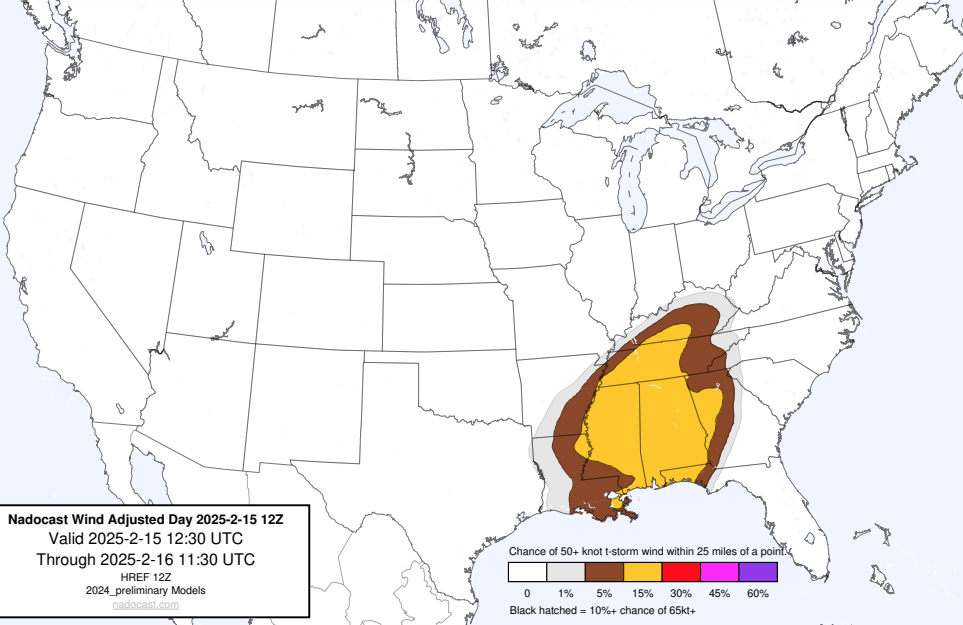 Nadocast Wind Adjusted Day 2025-2-15 12Z
Valid 2025-2-15 12:30 UTC
Through 2025-2-16 11:30 UTC
HREF 12Z
2024_preliminary Models
nadocast.com
Chance of 50+ knot t-storm wind within 25 miles of a point.
0 1% 5% 15% 30% 45% 60%
Black hatched = 10%+ chance of 65kt+